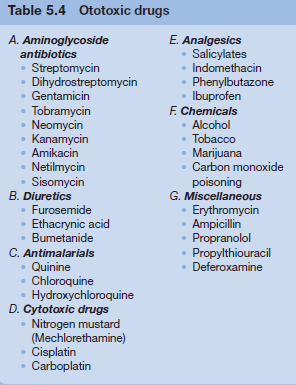 Table 5.4 Ototoxic drugs
A. Aminoglycoside
antibiotics
• Streptomycin
• Dihydrostreptomycin
• Gentamicin
• Tobramycin
• Neomycin
• Kanamycin
• Amikacin
• Netilmycin
• Sisomycin
B. Diuretics
• Furosemide
• Ethacrynic acid
• Bumetanide
C. Antimalarials
• Quinine
• Chloroquine
• Hydroxychloroquine
D. Cytotoxic drugs
• Nitrogen mustard
(Mechlorethamine)
• Cisplatin
• Carboplatin
E. Analgesics
• Salicylates
• Indomethacin
• Phenylbutazone
• Ibuprofen
F. Chemicals
• Alcohol
• Tobacco
• Marijuana
• Carbon monoxide
poisoning
G. Miscellaneous
• Erythromycin
• Ampicillin
• Propranolol
• Propylthiouracil
• Deferoxamine